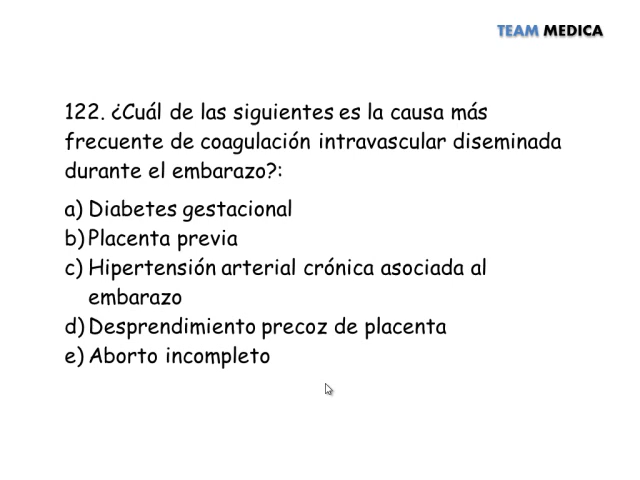 TEAM MEDICA
122. ¿Cuál de las siguientes es la causa más
frecuente de coagulación intravascular diseminada
durante el embarazo?:
a) Diabetes gestacional
b) Placenta previa
c) Hipertensión arterial crónica asociada al
embarazo
d) Desprendimiento precoz de placenta
e) Aborto incompleto